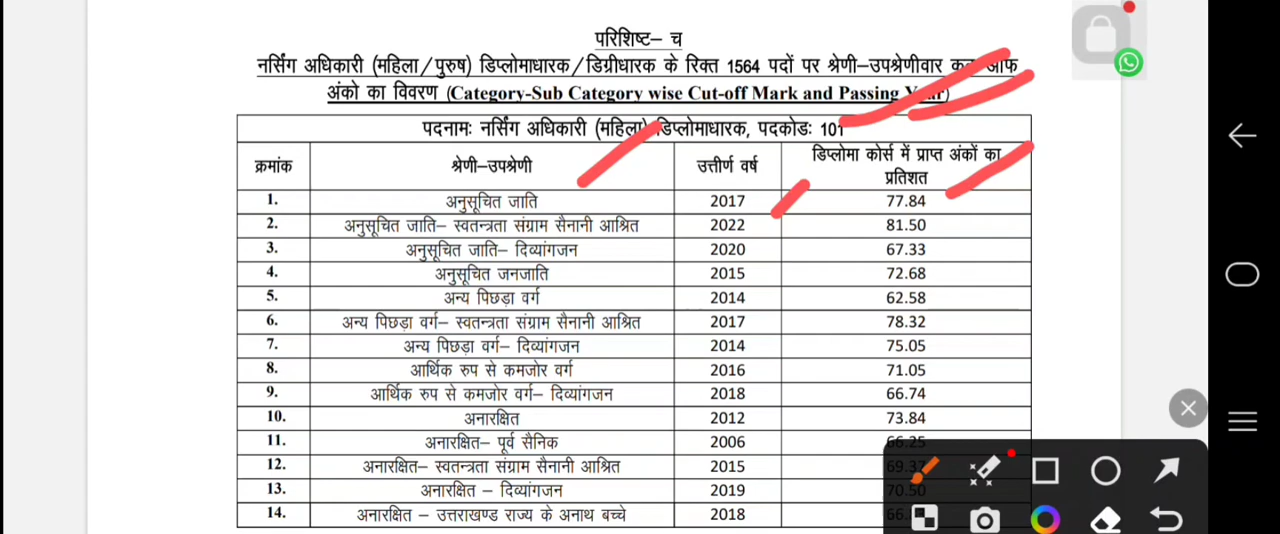 परिशिष्ट– च
नर्सिंग अधिकारी (महिला/पुरुष) डिप्लोमाधारक/डिग्रीधारक के रिक्त 1564 पदों पर श्रेणी–उपश्रेणीवार कट आफ
अंको का विवरण (Category-Sub Category wise Cut-off Mark and Passing Year)
पदनामः नर्सिंग अधिकारी (महिला) डिप्लोमाधारक, पदकोडः 101
क्रमांक श्रेणी–उपश्रेणी उत्तीर्ण वर्ष डिप्लोमा कोर्स में प्राप्त अंकों का
प्रतिशत
1. अनुसूचित जाति 2017 77.84
2. अनुसूचित जाति– स्वतन्त्रता संग्राम सैनानी आश्रित 2022 81.50
3. अनुसूचित जाति– दिव्यांगजन 2020 67.33
4. अनुसूचित जनजाति 2015 72.68
5. अन्य पिछड़ा वर्ग 2014 62.58
6. अन्य पिछड़ा वर्ग– स्वतन्त्रता संग्राम सैनानी आश्रित 2017 78.32
7. अन्य पिछड़ा वर्ग– दिव्यांगजन 2014 75.05
8. आर्थिक रुप से कमजोर वर्ग 2016 71.05
9. आर्थिक रुप से कमजोर वर्ग– दिव्यांगजन 2018 66.74
10. अनारक्षित 2012 73.84
11. अनारक्षित– पूर्व सैनिक 2006 66.25
12. अनारक्षित– स्वतन्त्रता संग्राम सैनानी आश्रित 2015
13. अनारक्षित – दिव्यांगजन 2019 70.50
14. अनारक्षित – उत्तराखण्ड राज्य के अनाथ बच्चे 2018